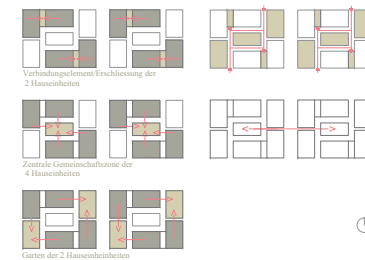 Verbindungselement/Erschliessung der
2 Hauseinheiten
Zentrale Gemeinschaftszone der
4 Hauseinheiten
Garten der 2 Hauseinheinheiten